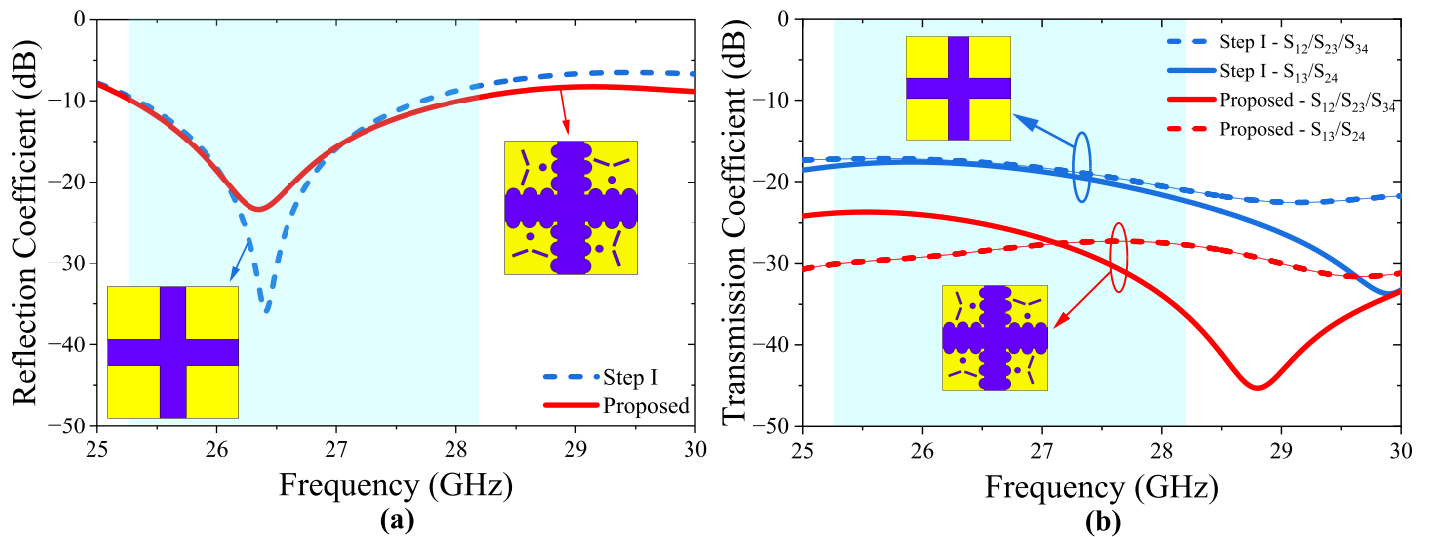 Reflection Coefficient (dB)
0
−10
−20
−30
−40
−50
25
26
27
28
29
30
Step I
Proposed
Frequency (GHz)
(a)
Transmission Coefficient (dB)
0
−10
−20
−30
−40
−50
25
26
27
28
29
30
Step I - S12/S23/S34
Step I - S13/S24
Proposed - S12/S23/S34
Proposed - S13/S24
Frequency (GHz)
(b)